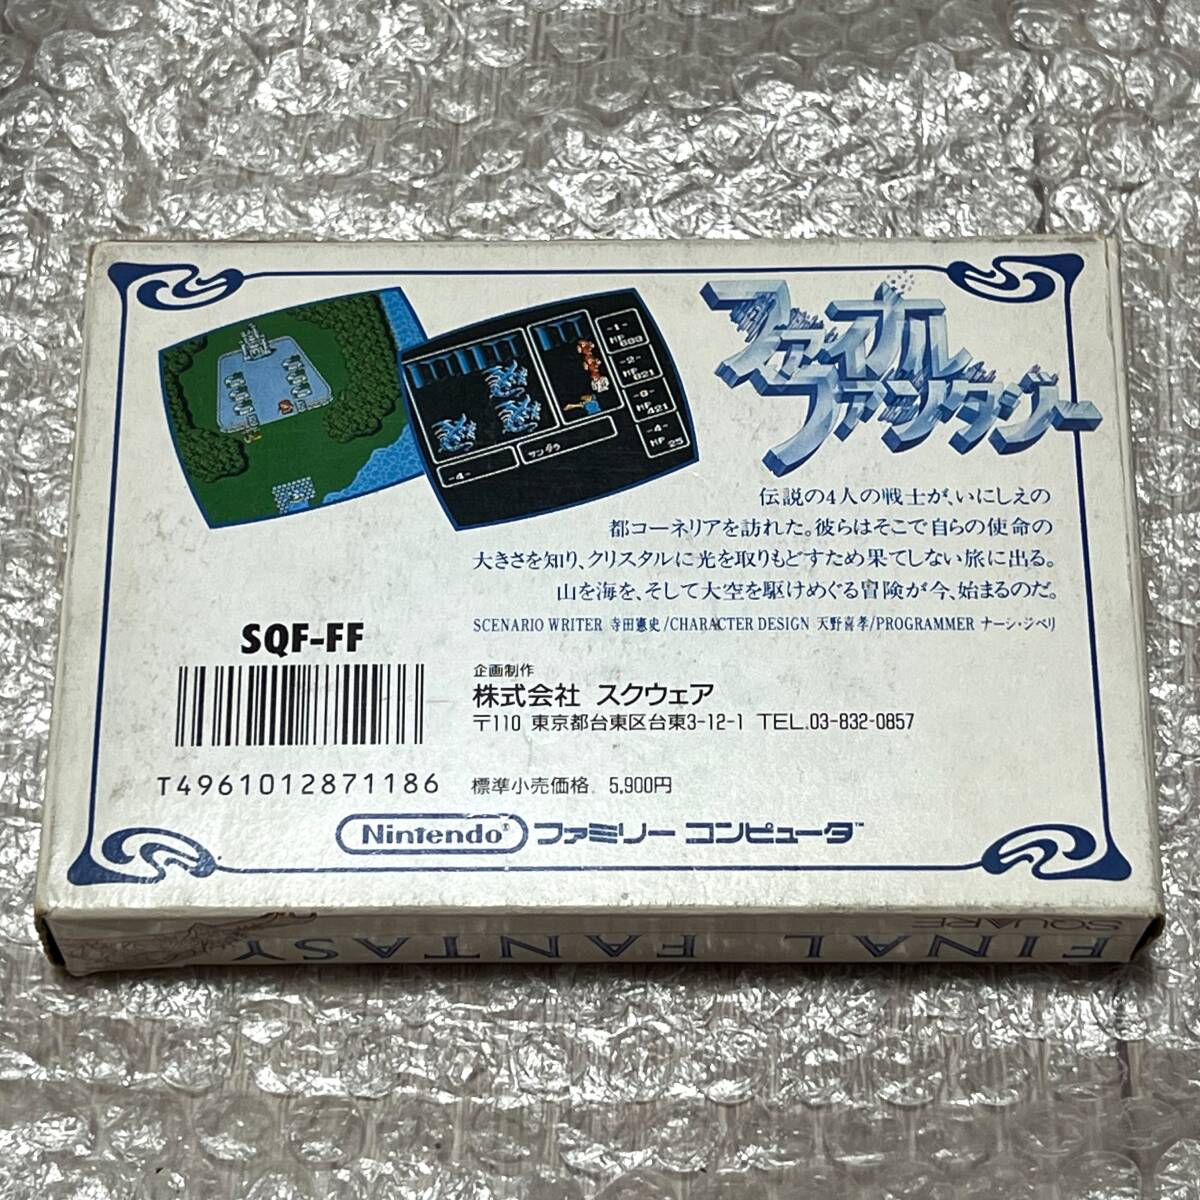 ファイナル
ファンタジー
-1-
HP
-2-
HP
821
HP
421
-4-
HP
25
-4-
サンダラ
伝説の4人の戦士が、いにしえの
都コーネリアを訪れた。彼らはそこで自らの使命の
大きさを知り、クリスタルに光を取りもどすため果てしない旅に出る。
山を海を、そして大空を駆けめぐる冒険が今、始まるのだ。
SCENARIO WRITER 寺田憲史/CHARACTER DESIGN 天野喜孝/PROGRAMMER ナーシ・ジベリ
SQF-FF
企画制作
株式会社 スクウェア
〒110 東京都台東区台東3-12-1 TEL.03-832-0857
T4961012871186
標準小売価格 5,900円
Nintendo ファミリー コンピュータ™
SQUARE
FINAL FANTASY